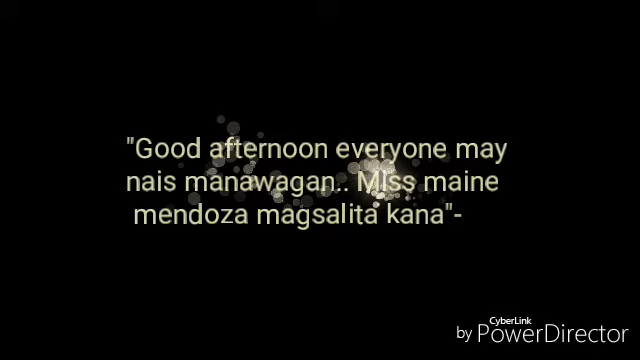 "Good afternoon everyone may
nais manawagan.. Miss maine
mendoza magsalita kana"-
CyberLink
by PowerDirector